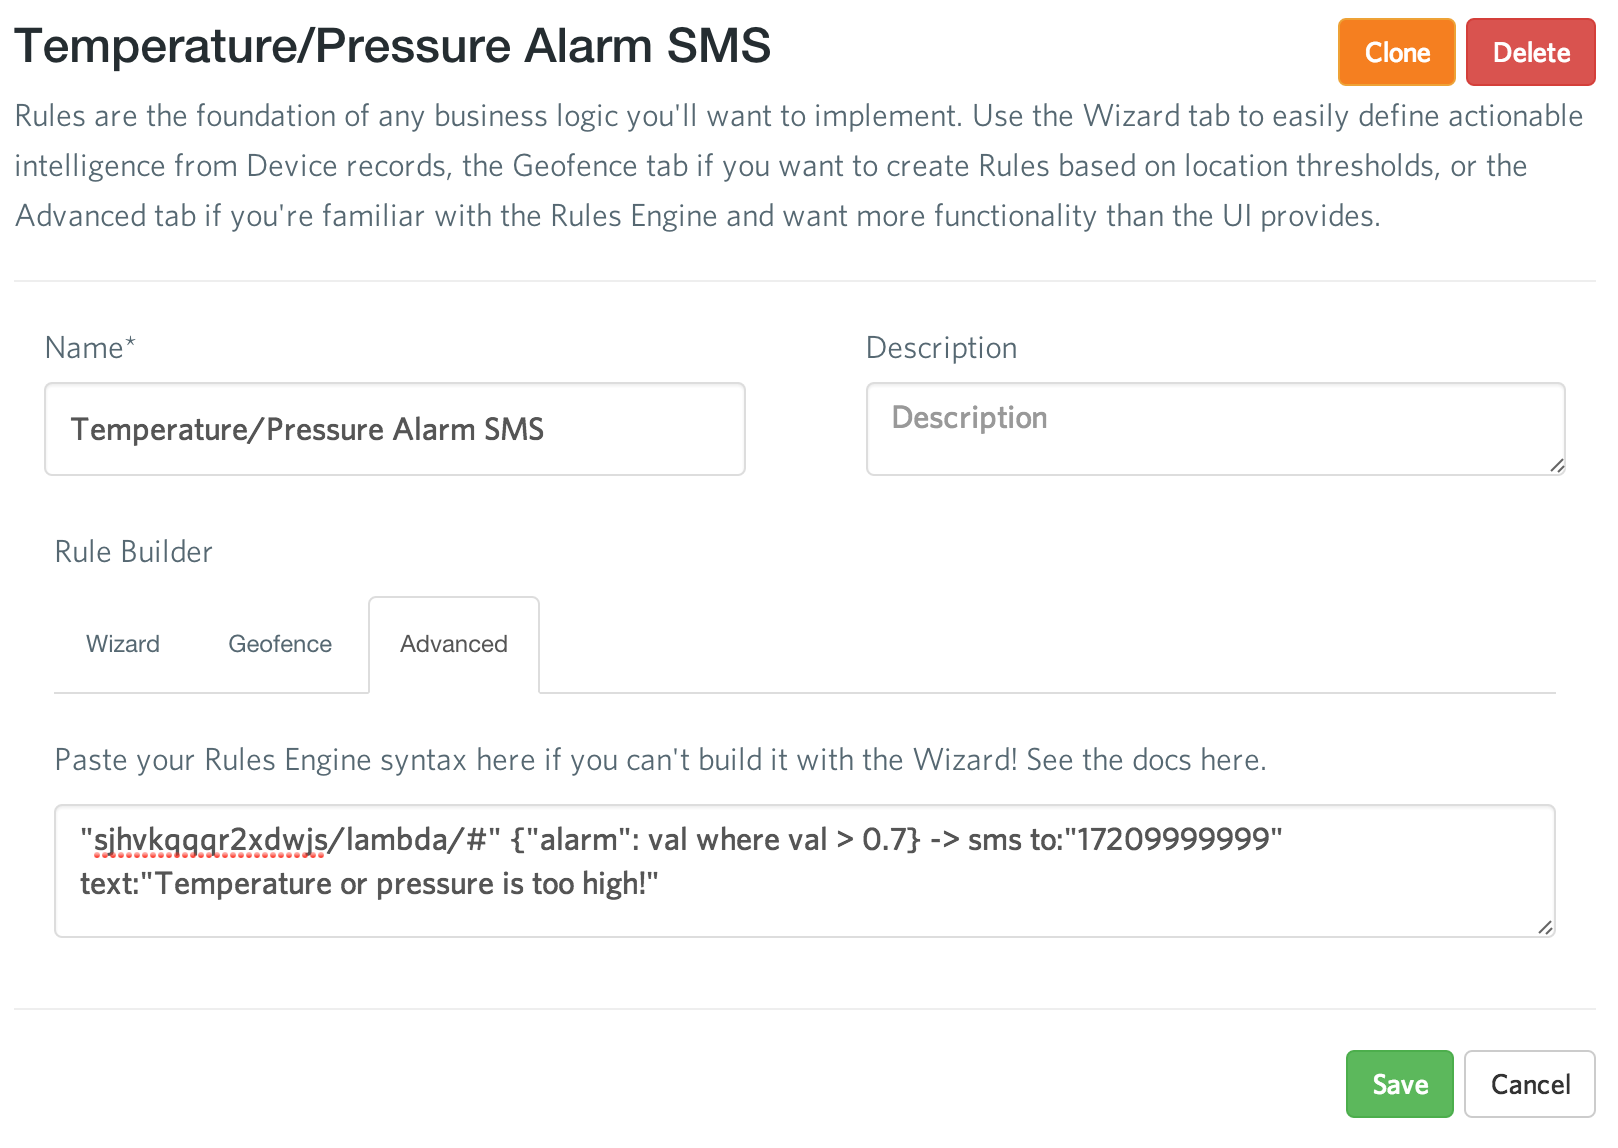 Temperature/Pressure Alarm SMS
Clone
Delete
Rules are the foundation of any business logic you'll want to implement. Use the Wizard tab to easily define actionable
intelligence from Device records, the Geofence tab if you want to create Rules based on location thresholds, or the
Advanced tab if you're familiar with the Rules Engine and want more functionality than the UI provides.
Name*
Description
Temperature/Pressure Alarm SMS
Description
Rule Builder
Wizard
Geofence
Advanced
Paste your Rules Engine syntax here if you can't build it with the Wizard! See the docs here.
"sjhvkqqqr2xdwjs/lambda/#" {"alarm": val where val > 0.7} -> sms to:"17209999999"
text:"Temperature or pressure is too high!"
Save
Cancel